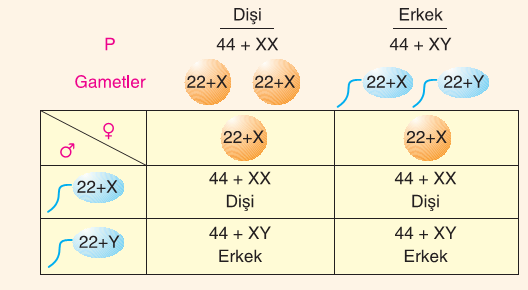 Dişi Erkek
P 44 + XX 44 + XY
Gametler 22+X 22+X 22+X 22+Y
♀ ♂ 22+X 22+X
22+X 44 + XX 44 + XX
Dişi Dişi
22+Y 44 + XY 44 + XY
Erkek Erkek